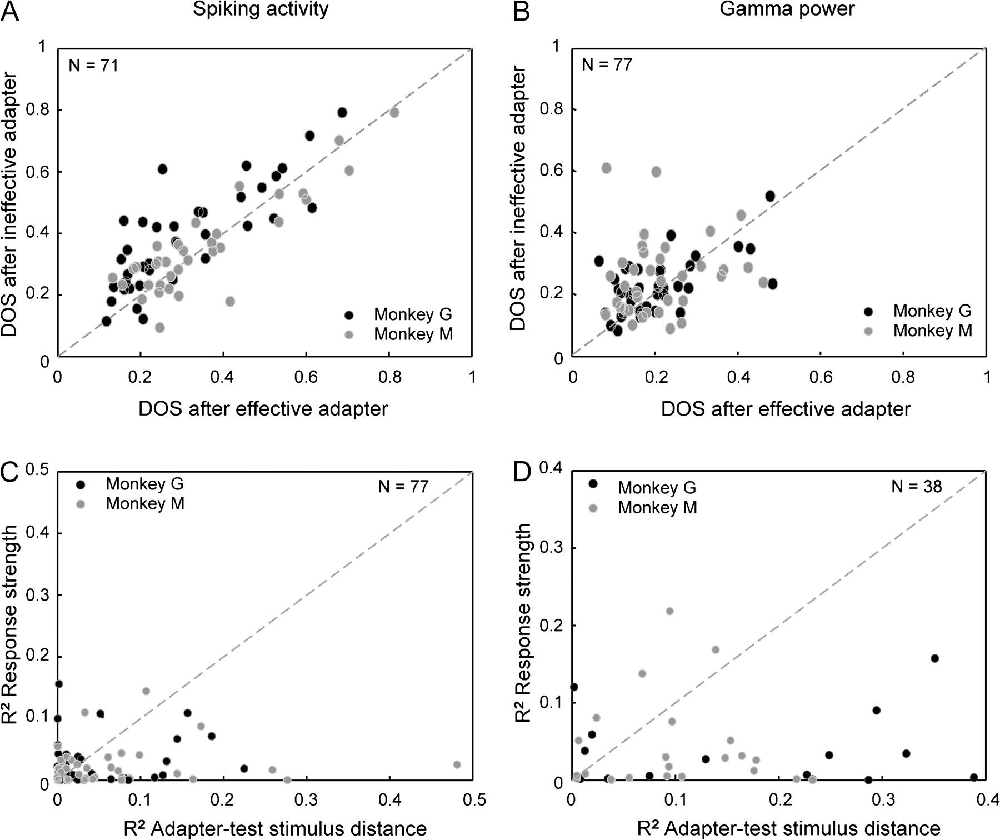 A
Spiking activity
N = 71
DOS after ineffective adapter
1
0.8
0.6
0.4
0.2
0
Monkey G
Monkey M
0 0.2 0.4 0.6 0.8 1
DOS after effective adapter
B
Gamma power
N = 77
DOS after ineffective adapter
1
0.8
0.6
0.4
0.2
0
Monkey G
Monkey M
0 0.2 0.4 0.6 0.8 1
DOS after effective adapter
C
Monkey G
Monkey M
N = 77
R² Response strength
0.5
0.4
0.3
0.2
0.1
0
0 0.1 0.2 0.3 0.4 0.5
R² Adapter-test stimulus distance
D
Monkey G
Monkey M
N = 38
R² Response strength
0.4
0.3
0.2
0.1
0
0 0.1 0.2 0.3 0.4
R² Adapter-test stimulus distance